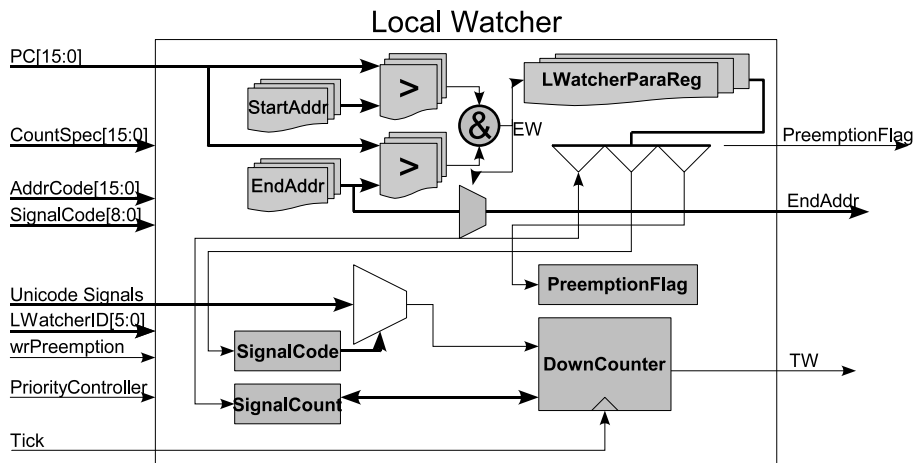 Local Watcher
PC[15:0]
StartAddr
>
LWatcherParaReg
&
EW
CountSpec[15:0]
PreemptionFlag
>
EndAddr
AddrCode[15:0]
SignalCode[8:0]
EndAddr
PreemptionFlag
Unicode Signals
LWatcherID[5:0]
wrPreemption
SignalCode
DownCounter
TW
PriorityController
SignalCount
Tick